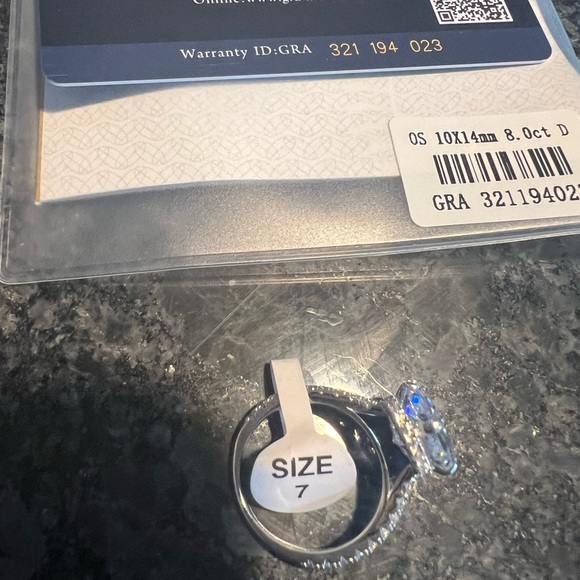 Warranty ID:GRA 321 194 023
OS 10X14mm 8.0ct D
GRA 32119402
SIZE
7